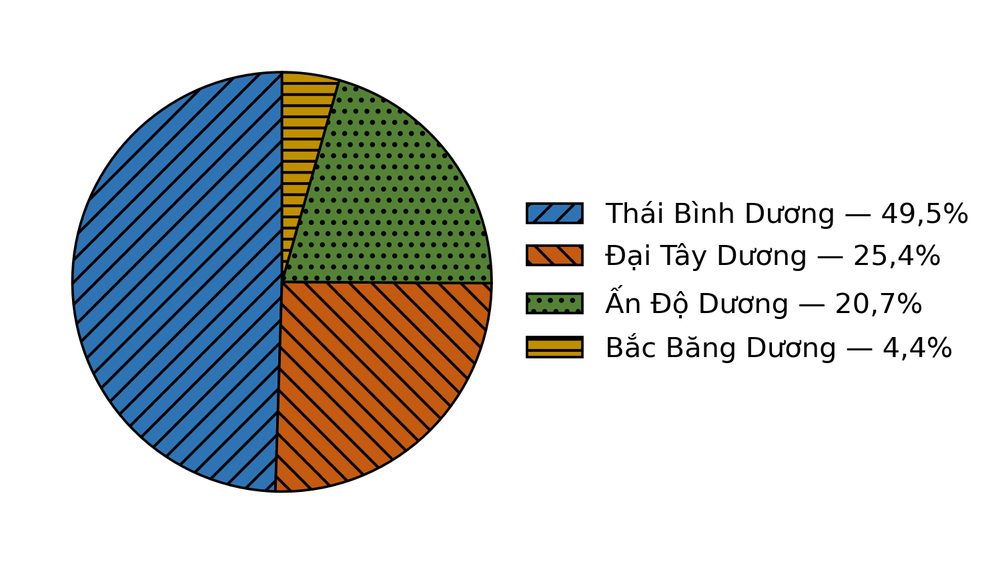 Thái Bình Dương — 49,5%
Đại Tây Dương — 25,4%
Ấn Độ Dương — 20,7%
Bắc Băng Dương — 4,4%